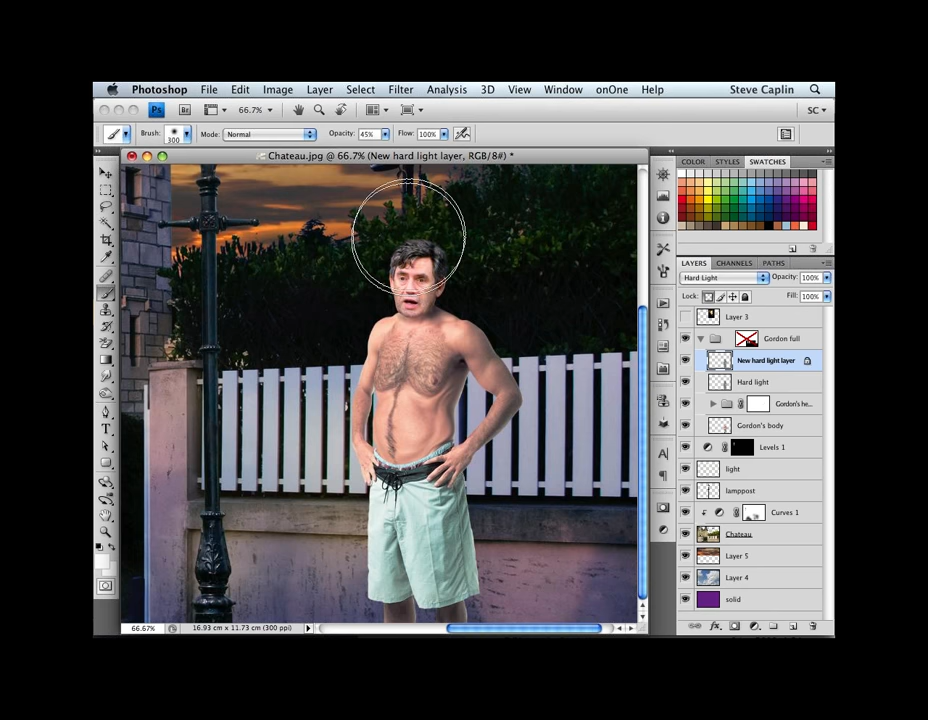 Photoshop File Edit Image Layer Select Filter Analysis 3D View Window onOne Help Steve Caplin
Ps Br 66.7% SC
Brush: 300 Mode: Normal Opacity: 45% Flow: 100%
Chateau.jpg @ 66.7% (New hard light layer, RGB/8#) *
COLOR STYLES SWATCHES
LAYERS CHANNELS PATHS
Hard Light Opacity: 100%
Lock: Fill: 100%
Layer 3
Gordon full
New hard light layer
Hard light
Gordon's he...
Gordon's body
Levels 1
light
lamppost
Curves 1
Chateau
Layer 5
Layer 4
solid
66.67% 16.93 cm x 11.73 cm (300 ppi)